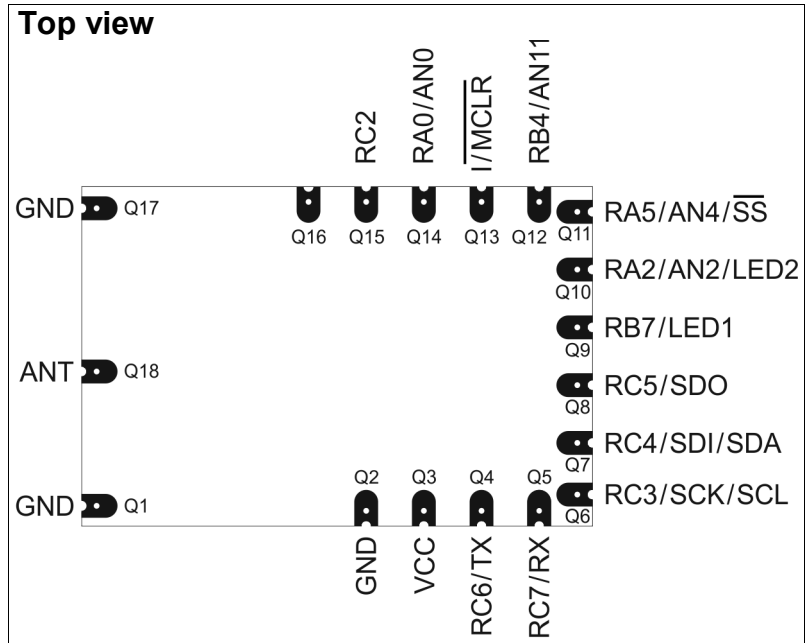 Top view
RC2
RA0/AN0
I/MCLR
RB4/AN11
GND
Q17
Q16
Q15
Q14
Q13
Q12
Q11
RA5/AN4/SS
Q10
RA2/AN2/LED2
Q9
RB7/LED1
ANT
Q18
Q8
RC5/SDO
Q7
RC4/SDI/SDA
GND
Q1
Q2
Q3
Q4
Q5
Q6
RC3/SCK/SCL
GND
VCC
RC6/TX
RC7/RX